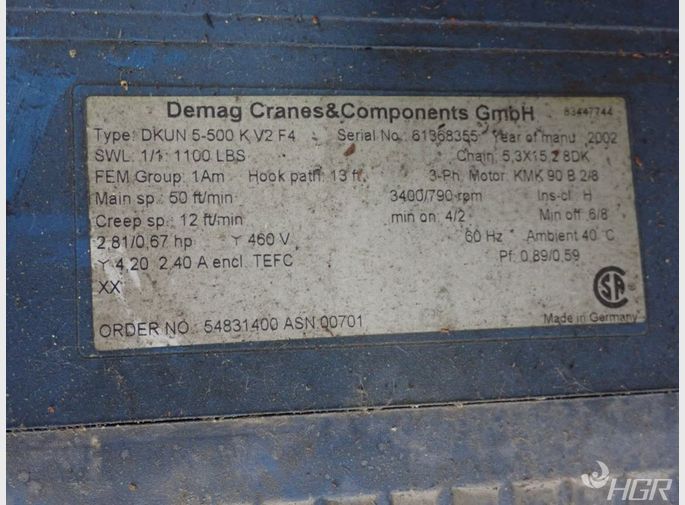 Demag Cranes&Components GmbH 83447744
Type: DKUN 5-500 K V2 F4 Serial No.: 61368355 Year of manu. 2002
SWL: 1/1: 1100 LBS Chain: 5,3X15,2 8DK
FEM Group: 1Am Hook path: 13 ft. 3-Ph. Motor: KMK 90 B 2/8
Main sp.: 50 ft/min 3400/790 rpm Ins-cl. H
Creep sp.: 12 ft/min min on: 4/2 Min off: 6/8
2,81/0,67 hp Y 460 V 60 Hz Ambient 40 °C
Y 4,20 2,40 A encl. TEFC Pf: 0,89/0,59
XX
CSA
ORDER NO.: 54831400 ASN 00701 Made in Germany
HGR